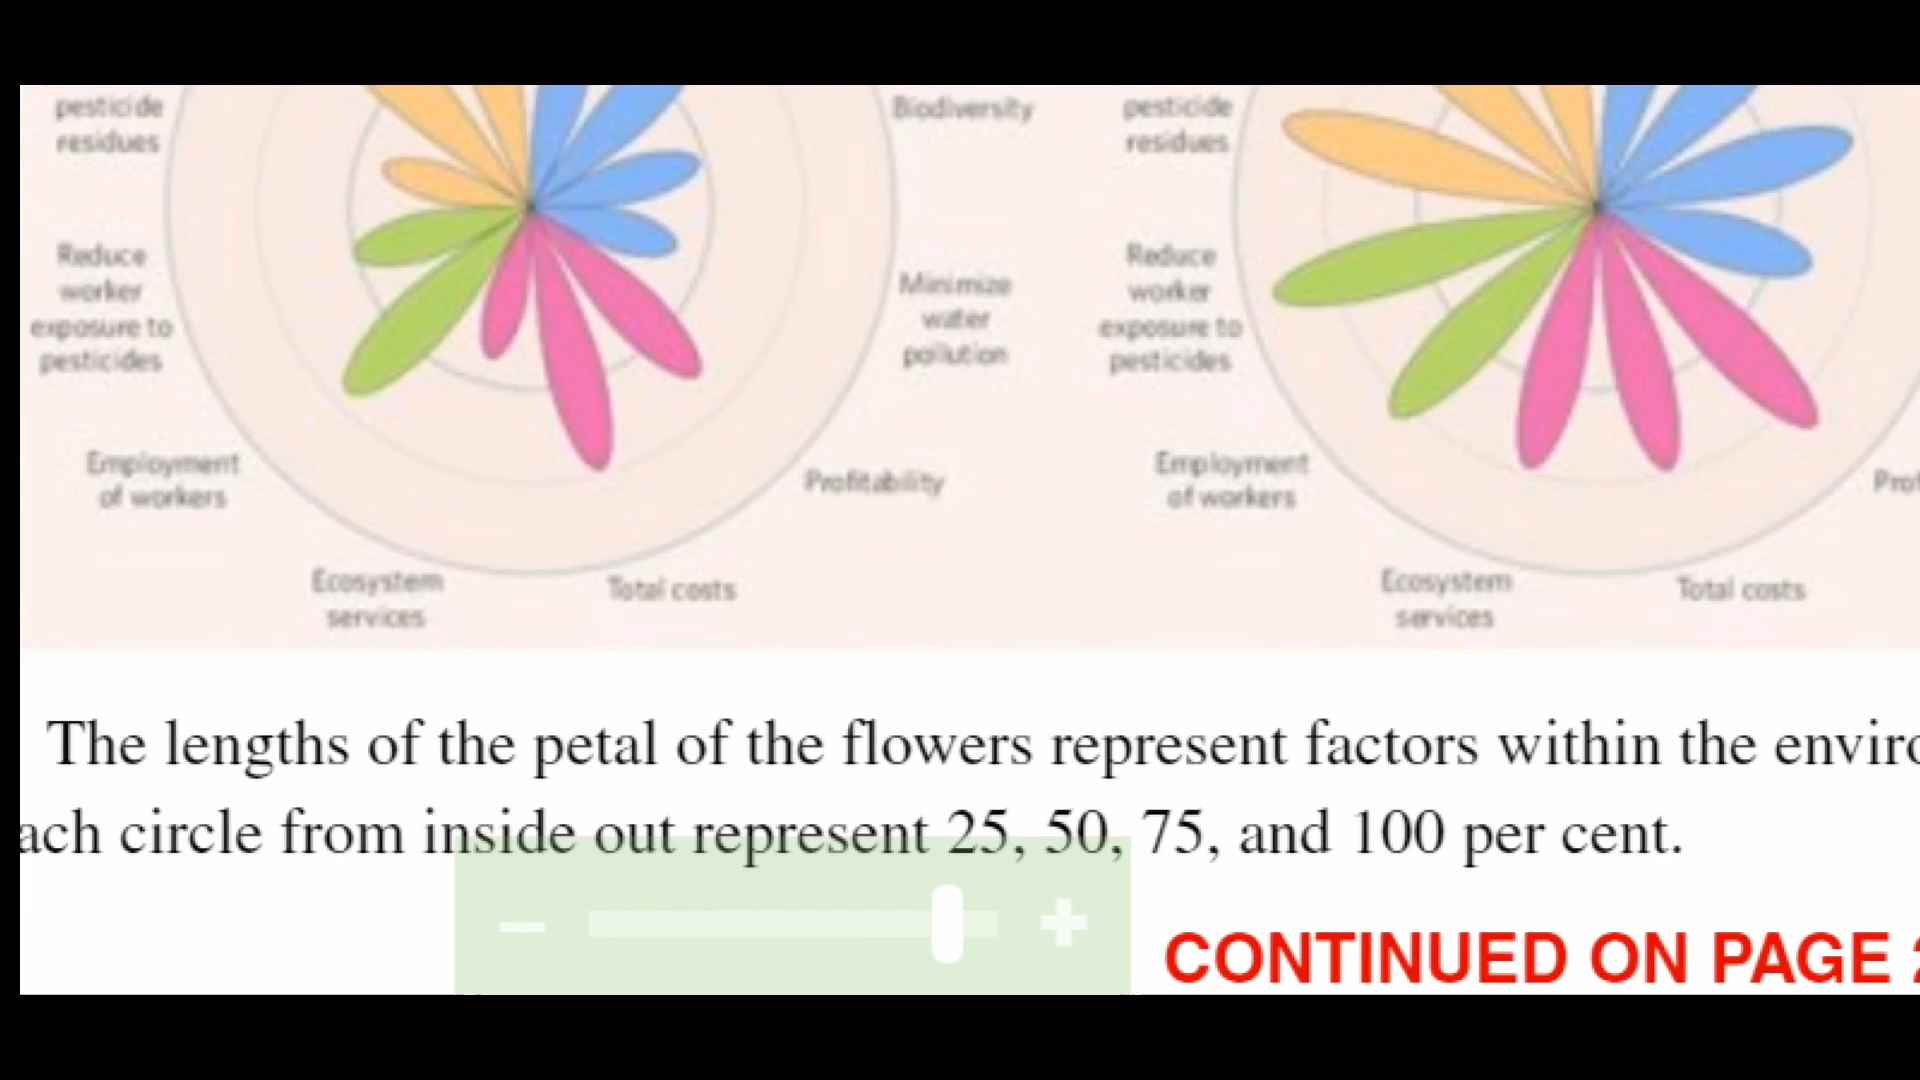 pesticide
residues
Biodiversity
pesticide
residues
Reduce
worker
exposure to
pesticides
Minimize
water
pollution
Reduce
worker
exposure to
pesticides
Employment
of workers
Profitability
Employment
of workers
Prof
Ecosystem
services
Total costs
Ecosystem
services
Total costs
The lengths of the petal of the flowers represent factors within the enviro
ach circle from inside out represent 25, 50, 75, and 100 per cent.
CONTINUED ON PAGE 2